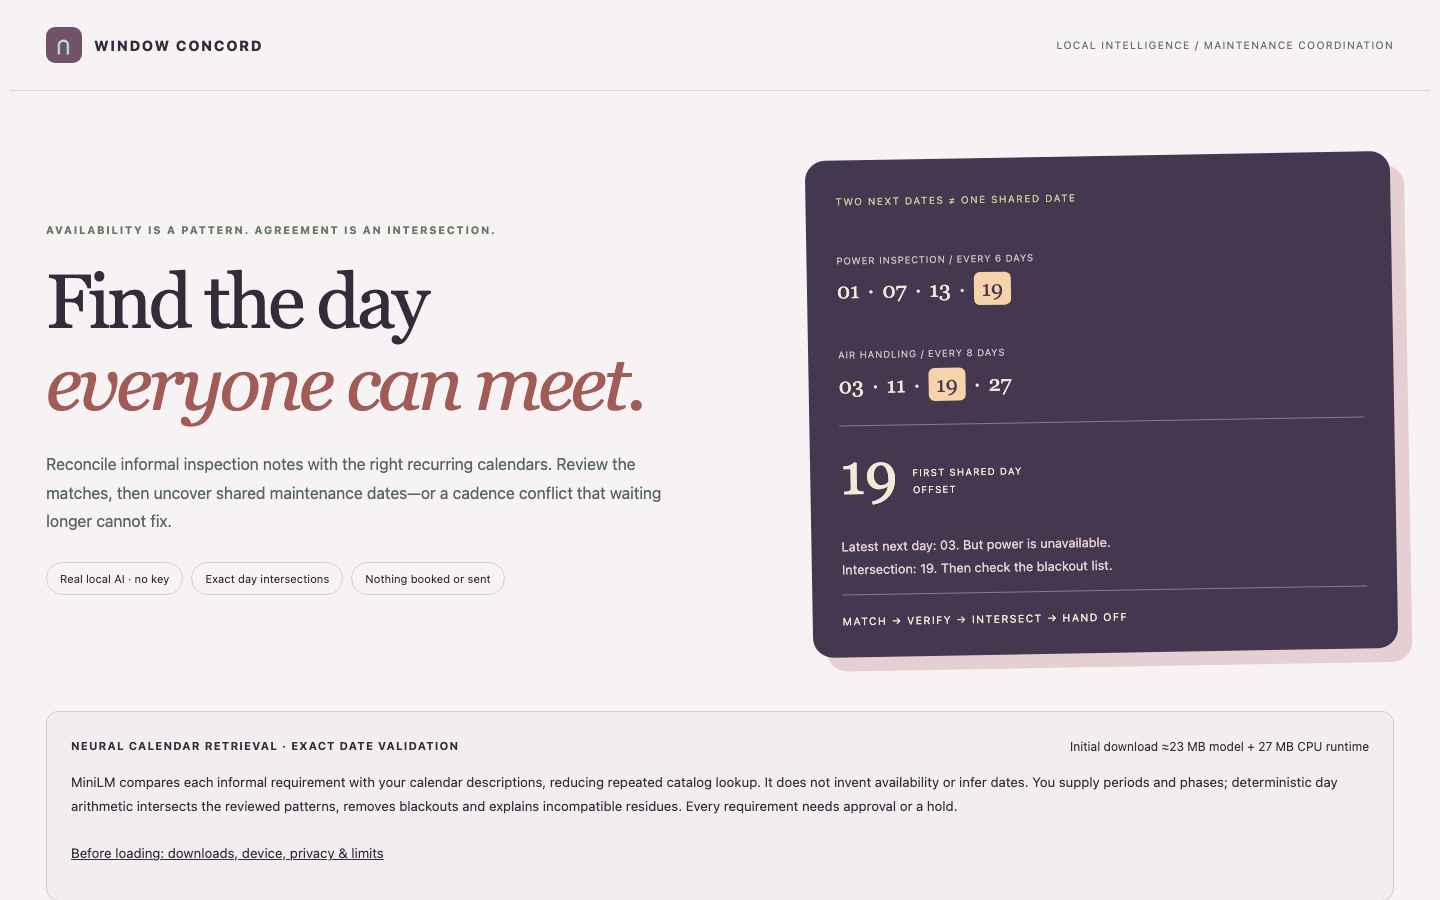 WINDOW CONCORD
LOCAL INTELLIGENCE / MAINTENANCE COORDINATION
AVAILABILITY IS A PATTERN. AGREEMENT IS AN INTERSECTION.
Find the day
everyone can meet.
Reconcile informal inspection notes with the right recurring calendars. Review the
matches, then uncover shared maintenance dates—or a cadence conflict that waiting
longer cannot fix.
Real local AI · no key
Exact day intersections
Nothing booked or sent
TWO NEXT DATES ≠ ONE SHARED DATE
POWER INSPECTION / EVERY 6 DAYS
01 · 07 · 13 · 19
AIR HANDLING / EVERY 8 DAYS
03 · 11 · 19 · 27
19
FIRST SHARED DAY
OFFSET
Latest next day: 03. But power is unavailable.
Intersection: 19. Then check the blackout list.
MATCH → VERIFY → INTERSECT → HAND OFF
NEURAL CALENDAR RETRIEVAL · EXACT DATE VALIDATION
Initial download ≈23 MB model + 27 MB CPU runtime
MiniLM compares each informal requirement with your calendar descriptions, reducing repeated catalog lookup. It does not invent availability or infer dates. You supply periods and phases; deterministic day
arithmetic intersects the reviewed patterns, removes blackouts and explains incompatible residues. Every requirement needs approval or a hold.
Before loading: downloads, device, privacy & limits